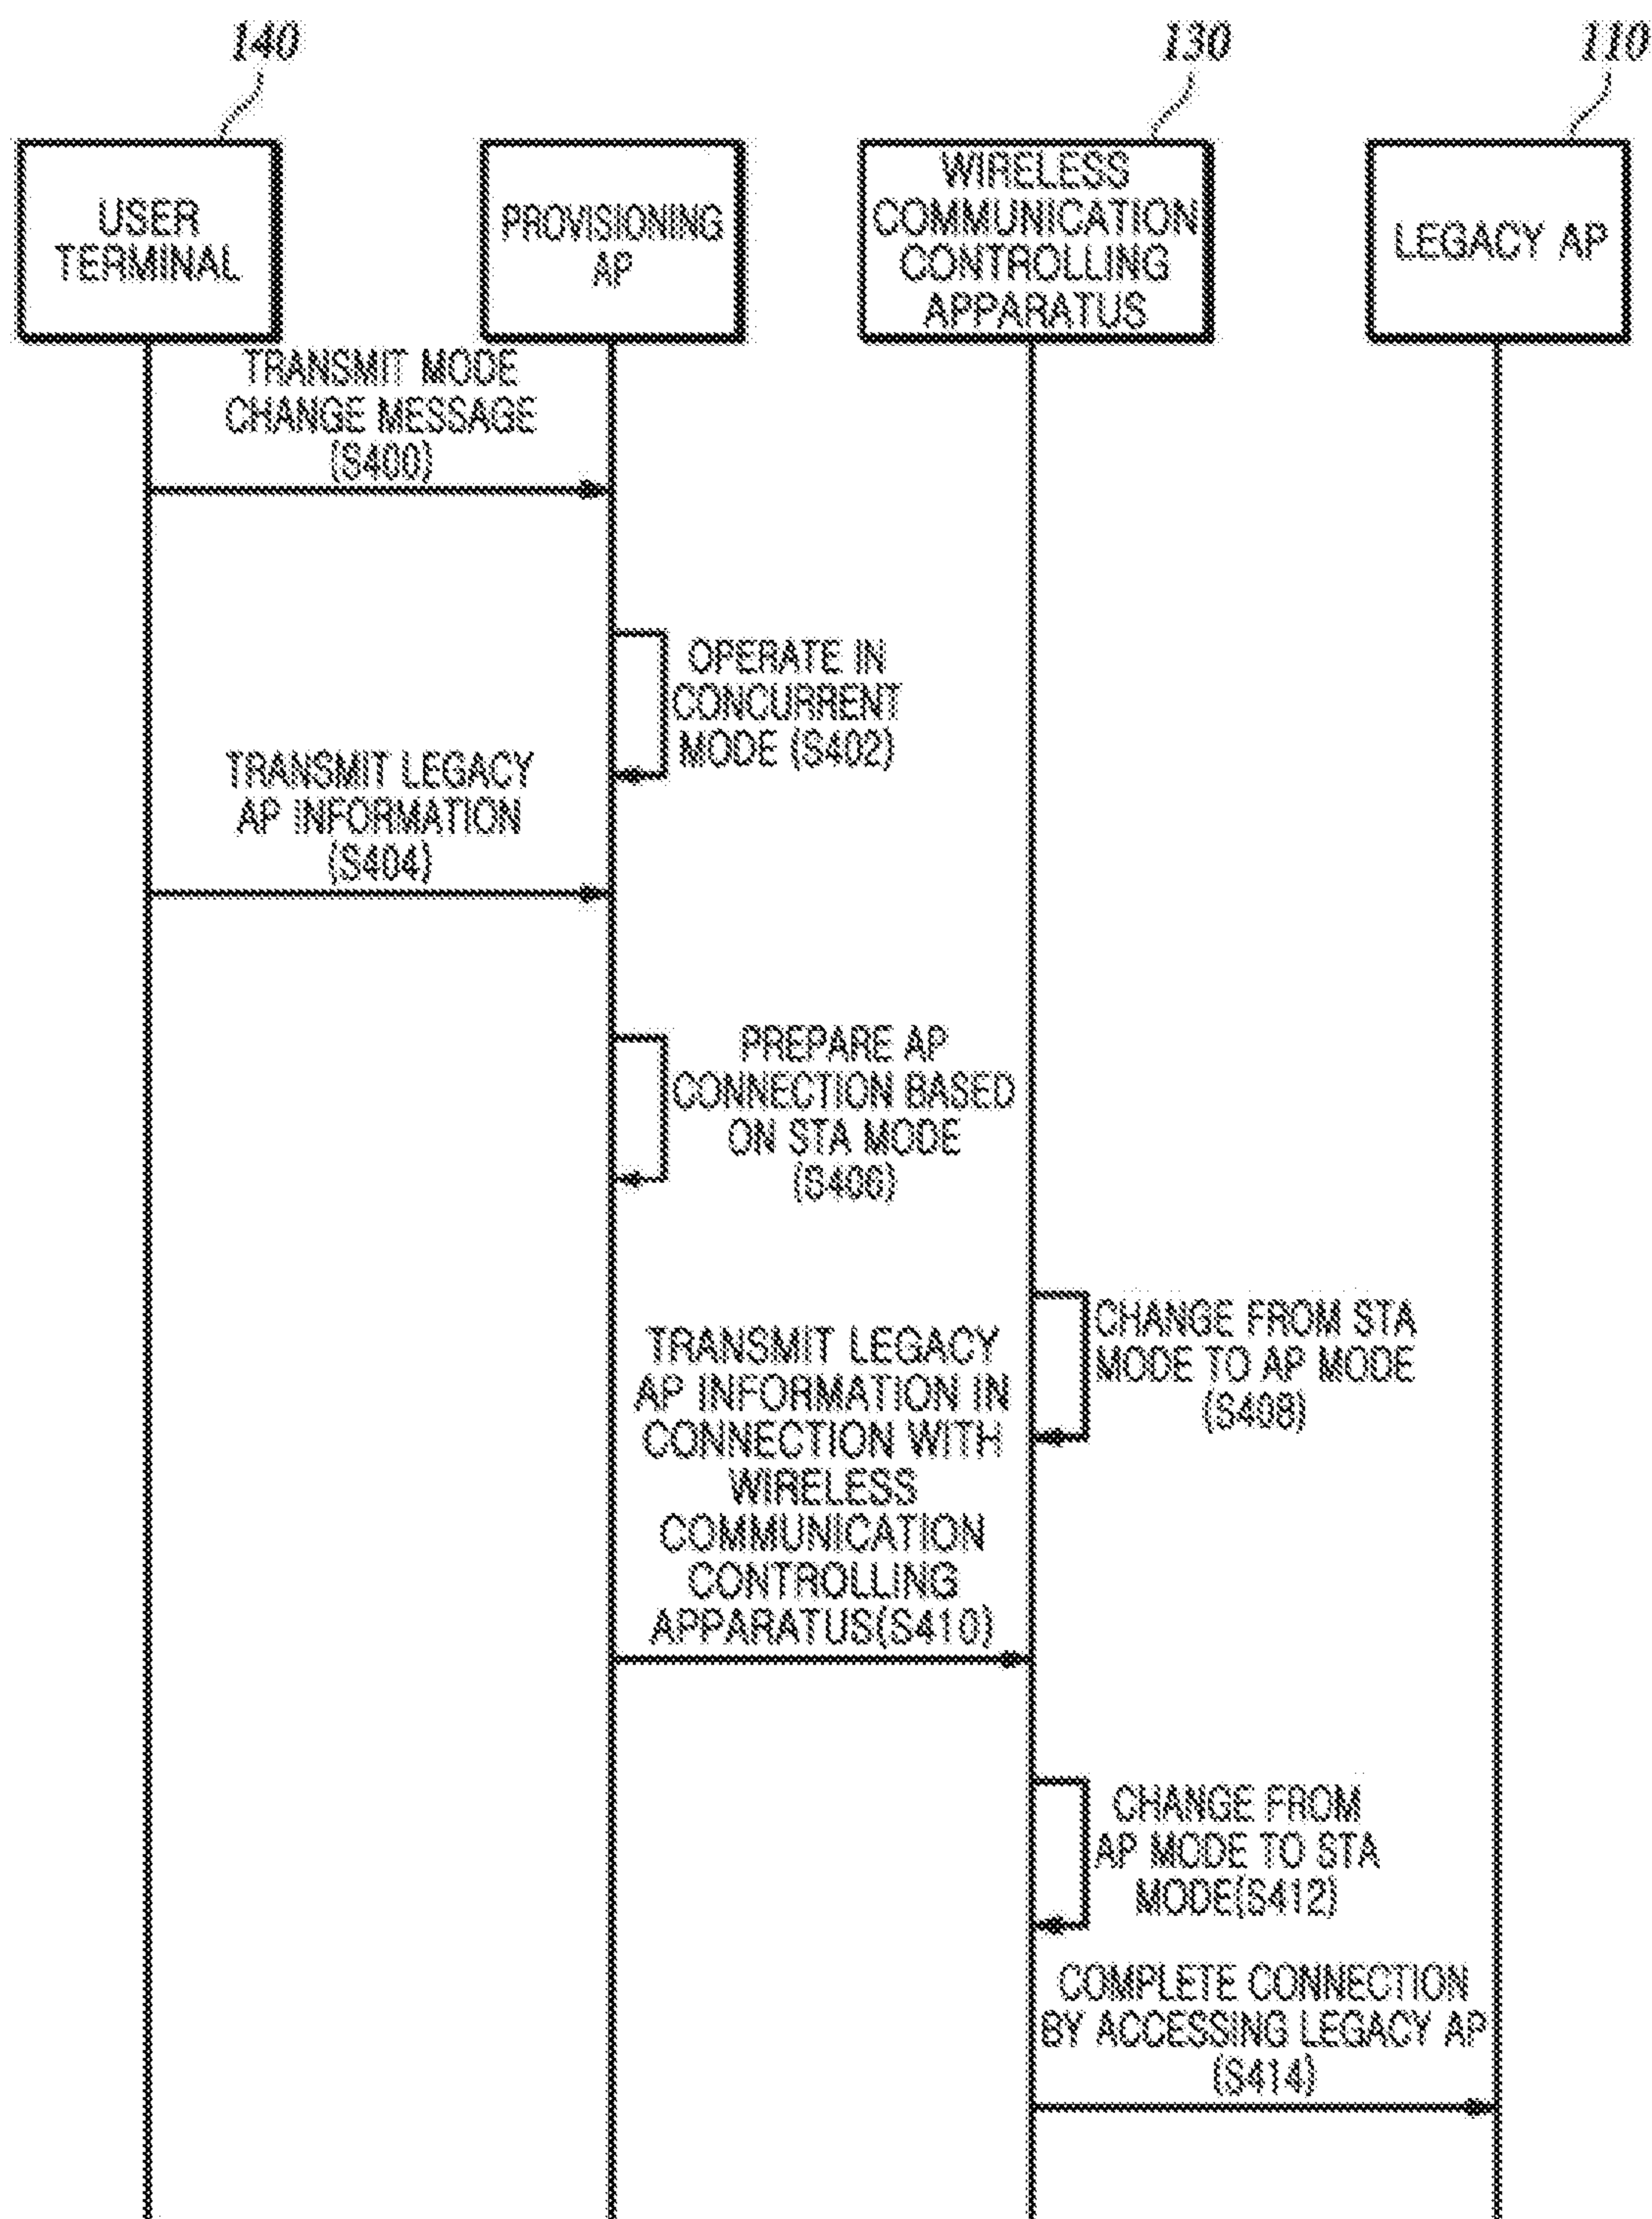 140
130
110
USER
TERMINAL
PROVISIONING
AP
WIRELESS
COMMUNICATION
CONTROLLING
APPARATUS
LEGACY AP
TRANSMIT MODE
CHANGE MESSAGE
(S400)
OPERATE IN
CONCURRENT
MODE (S402)
TRANSMIT LEGACY
AP INFORMATION
(S404)
PREPARE AP
CONNECTION BASED
ON STA MODE
(S406)
CHANGE FROM STA
MODE TO AP MODE
(S408)
TRANSMIT LEGACY
AP INFORMATION IN
CONNECTION WITH
WIRELESS
COMMUNICATION
CONTROLLING
APPARATUS(S410)
CHANGE FROM
AP MODE TO STA
MODE(S412)
COMPLETE CONNECTION
BY ACCESSING LEGACY AP
(S414)